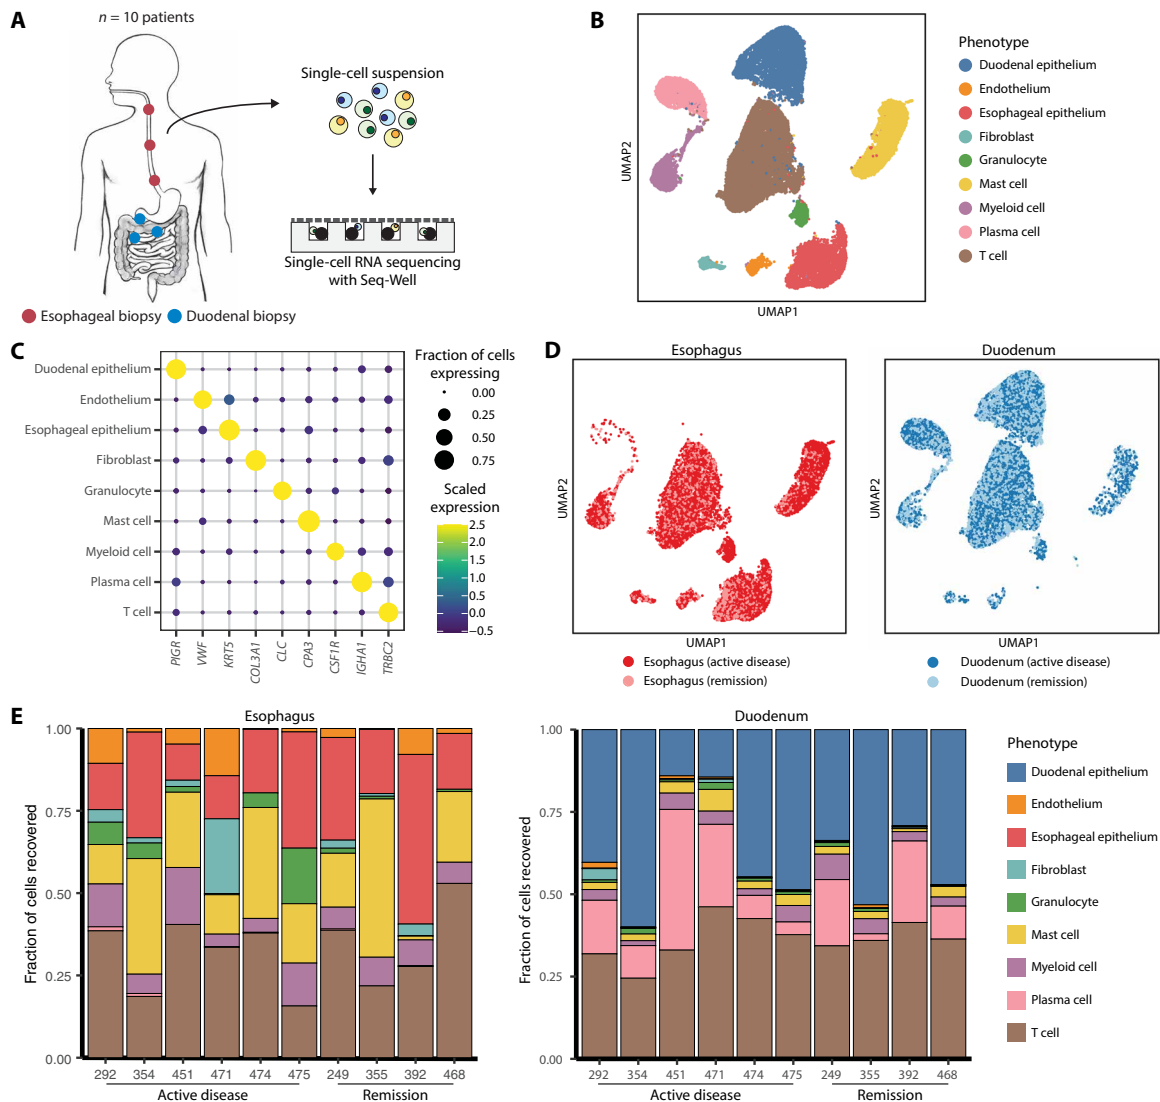 A
n = 10 patients
Single-cell suspension
Single-cell RNA sequencing
with Seq-Well
Esophageal biopsy
Duodenal biopsy
B
UMAP2
UMAP1
Phenotype
Duodenal epithelium
Endothelium
Esophageal epithelium
Fibroblast
Granulocyte
Mast cell
Myeloid cell
Plasma cell
T cell
C
Duodenal epithelium
Endothelium
Esophageal epithelium
Fibroblast
Granulocyte
Mast cell
Myeloid cell
Plasma cell
T cell
PIGR
VWF
KRT5
COL3A1
CLC
CPA3
CSF1R
IGHA1
TRBC2
Fraction of cells
expressing
0.00
0.25
0.50
0.75
Scaled
expression
2.5
2.0
1.5
1.0
0.5
0.0
−0.5
D
Esophagus
UMAP2
UMAP1
Esophagus (active disease)
Esophagus (remission)
Duodenum
UMAP2
UMAP1
Duodenum (active disease)
Duodenum (remission)
E
Esophagus
Fraction of cells recovered
1.00
0.75
0.50
0.25
0.00
292 354 451 471 474 475 249 355 392 468
Active disease Remission
Duodenum
Fraction of cells recovered
1.00
0.75
0.50
0.25
0.00
292 354 451 471 474 475 249 355 392 468
Active disease Remission
Phenotype
Duodenal epithelium
Endothelium
Esophageal epithelium
Fibroblast
Granulocyte
Mast cell
Myeloid cell
Plasma cell
T cell